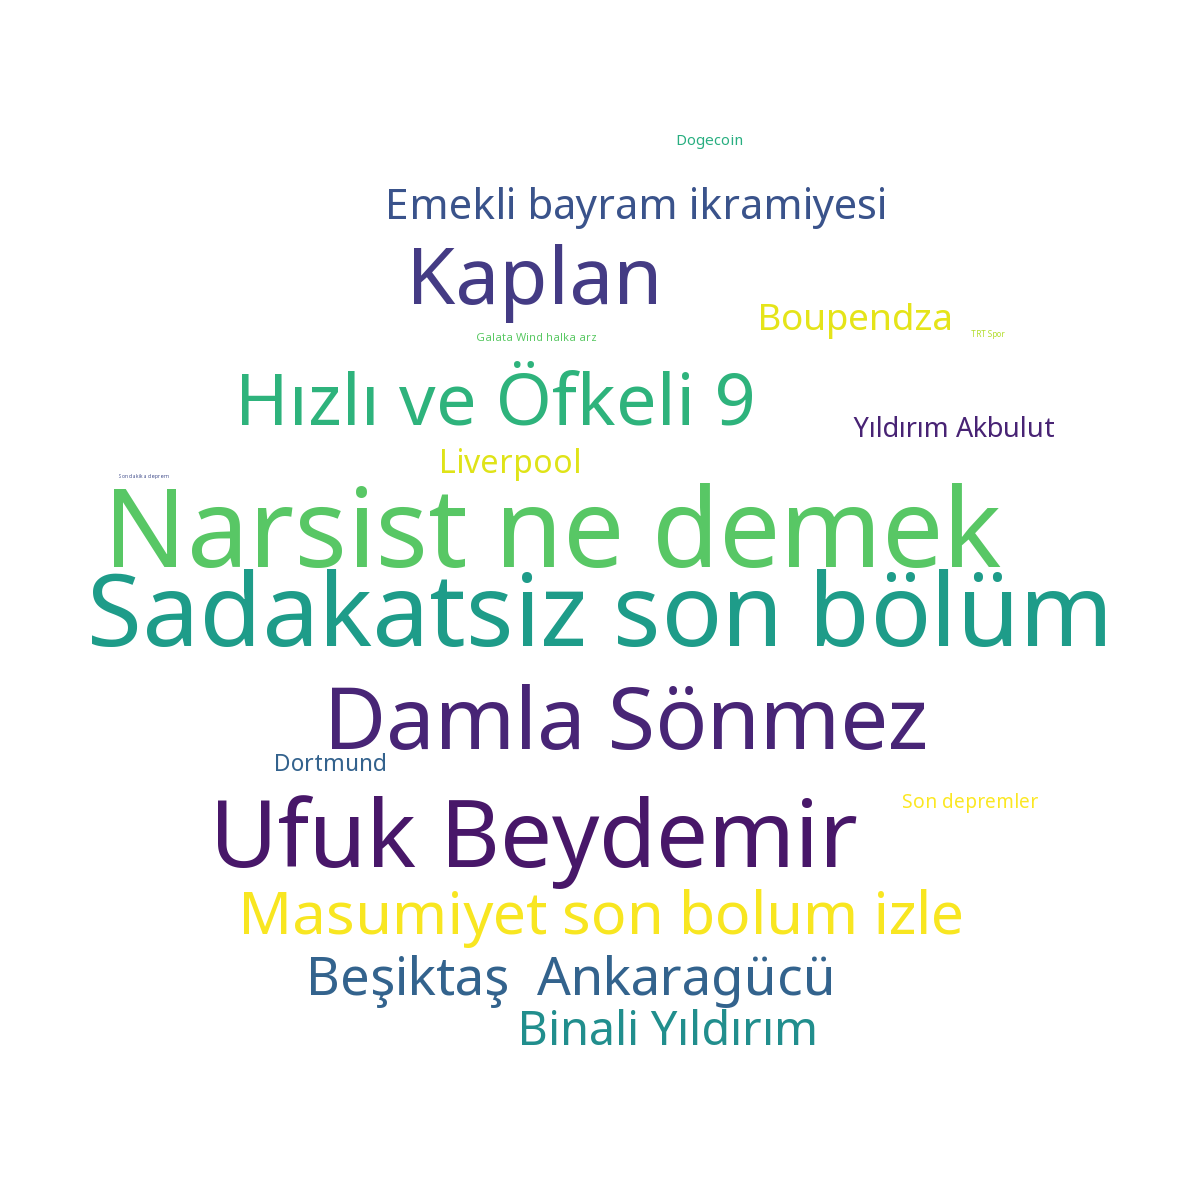 Dogecoin
Emekli bayram ikramiyesi
Kaplan
Boupendza
TRT Spor
Galata Wind halka arz
Hızlı ve Öfkeli 9
Yıldırım Akbulut
Liverpool
Son dakika deprem
Narsist ne demek
Sadakatsiz son bölüm
Damla Sönmez
Dortmund
Son depremler
Ufuk Beydemir
Masumiyet son bolum izle
Beşiktaş Ankaragücü
Binali Yıldırım